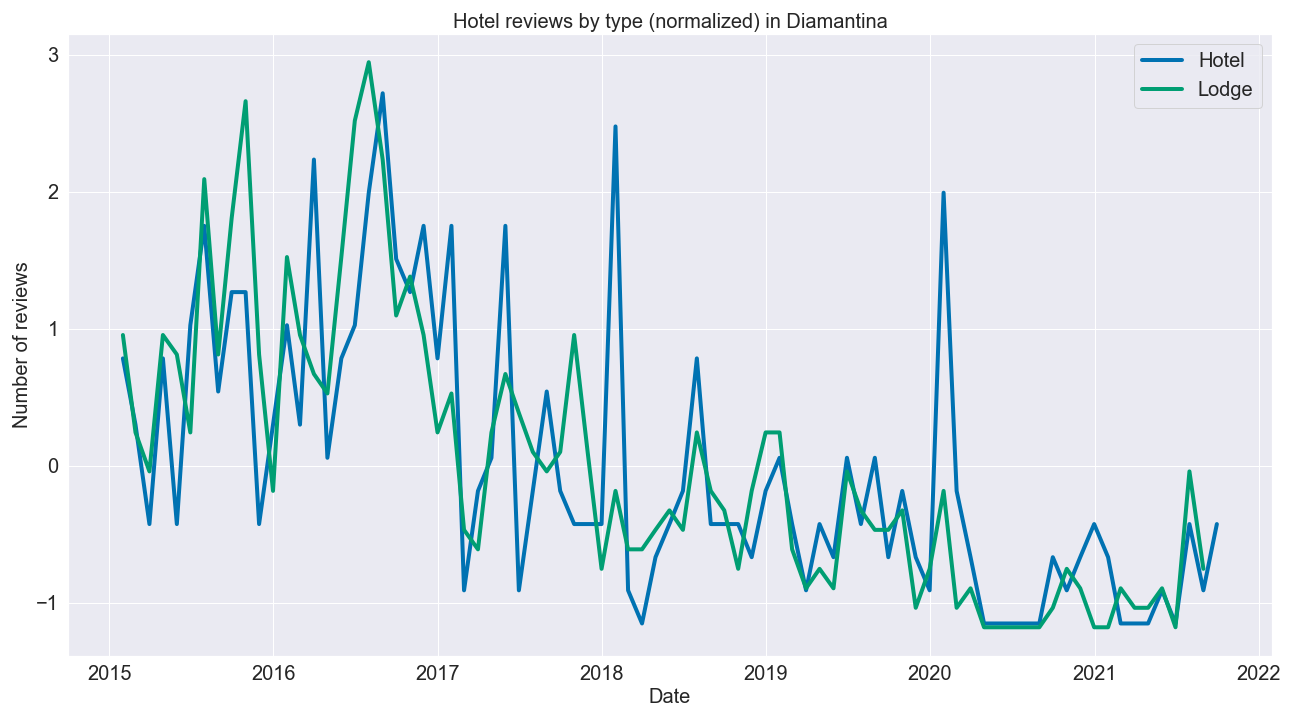 Hotel reviews by type (normalized) in Diamantina
Hotel
Lodge
Number of reviews
3
2
1
0
−1
2015 2016 2017 2018 2019 2020 2021 2022
Date